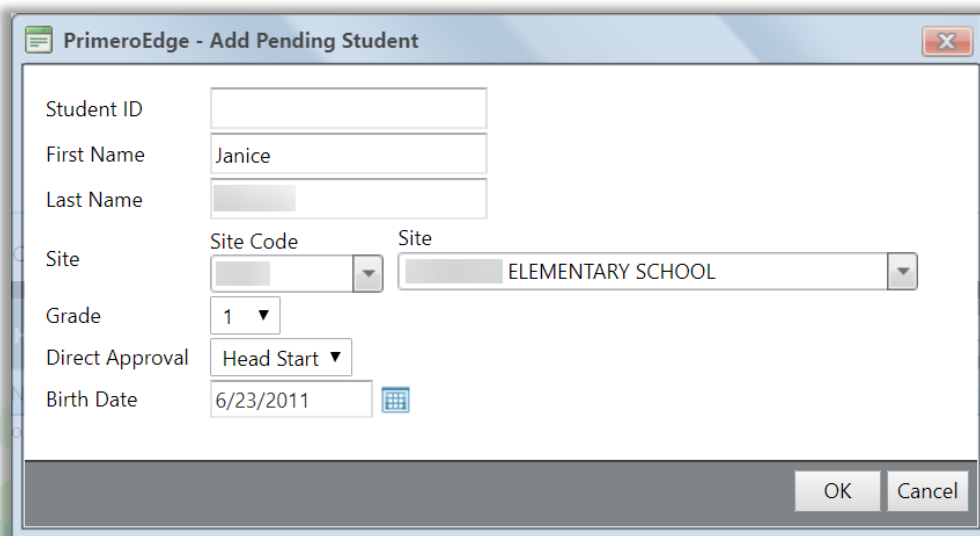 PrimeroEdge - Add Pending Student
Student ID
First Name Janice
Last Name
Site Code Site
Site ELEMENTARY SCHOOL
Grade 1
Direct Approval Head Start
Birth Date 6/23/2011
OK Cancel